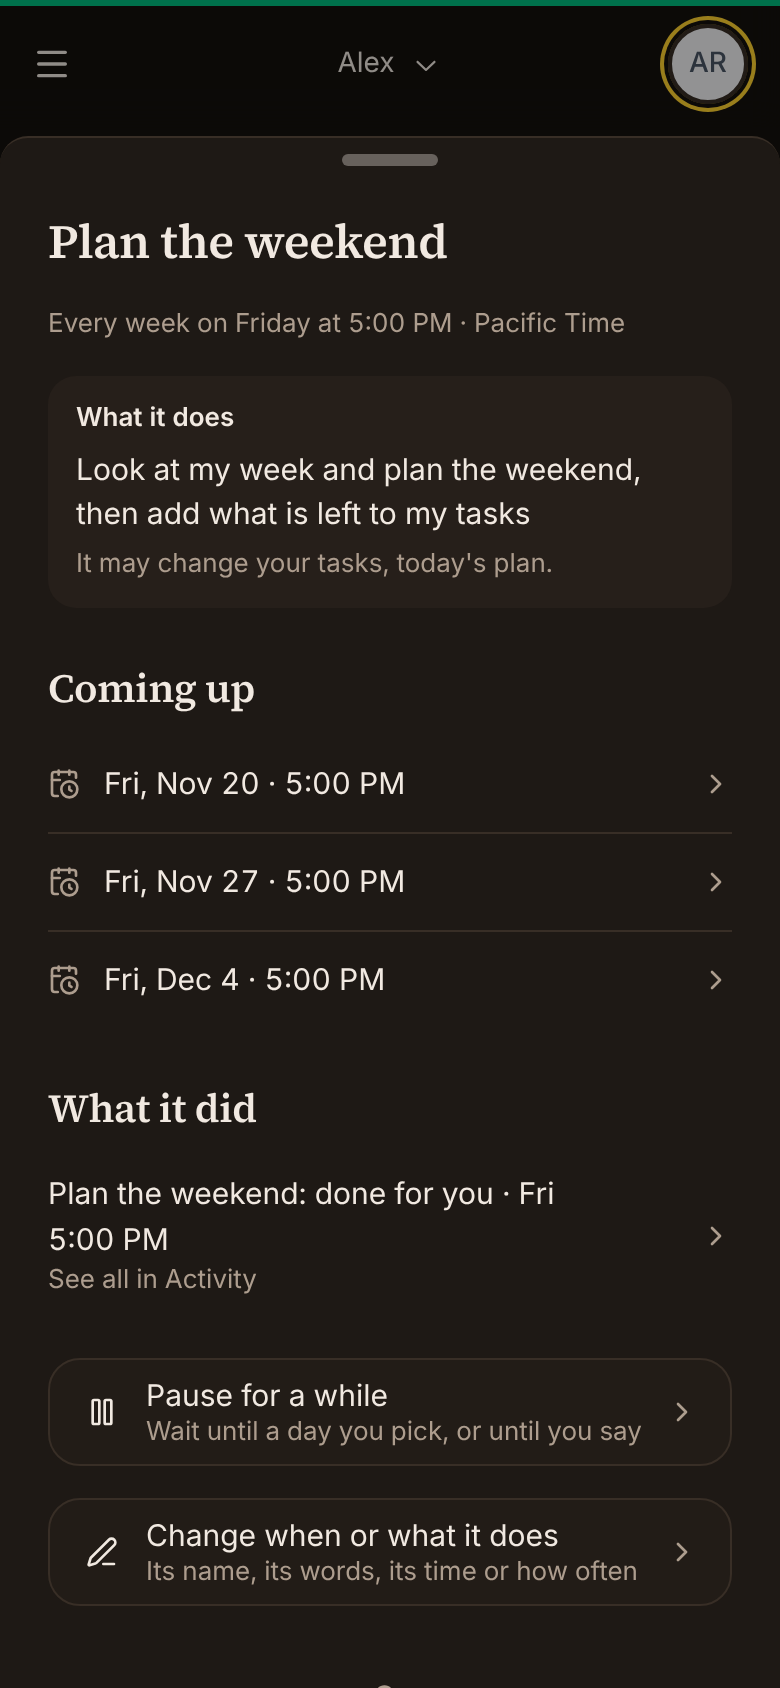 Alex
AR
Plan the weekend
Every week on Friday at 5:00 PM · Pacific Time
What it does
Look at my week and plan the weekend,
then add what is left to my tasks
It may change your tasks, today's plan.
Coming up
Fri, Nov 20 · 5:00 PM
Fri, Nov 27 · 5:00 PM
Fri, Dec 4 · 5:00 PM
What it did
Plan the weekend: done for you · Fri
5:00 PM
See all in Activity
Pause for a while
Wait until a day you pick, or until you say
Change when or what it does
Its name, its words, its time or how often